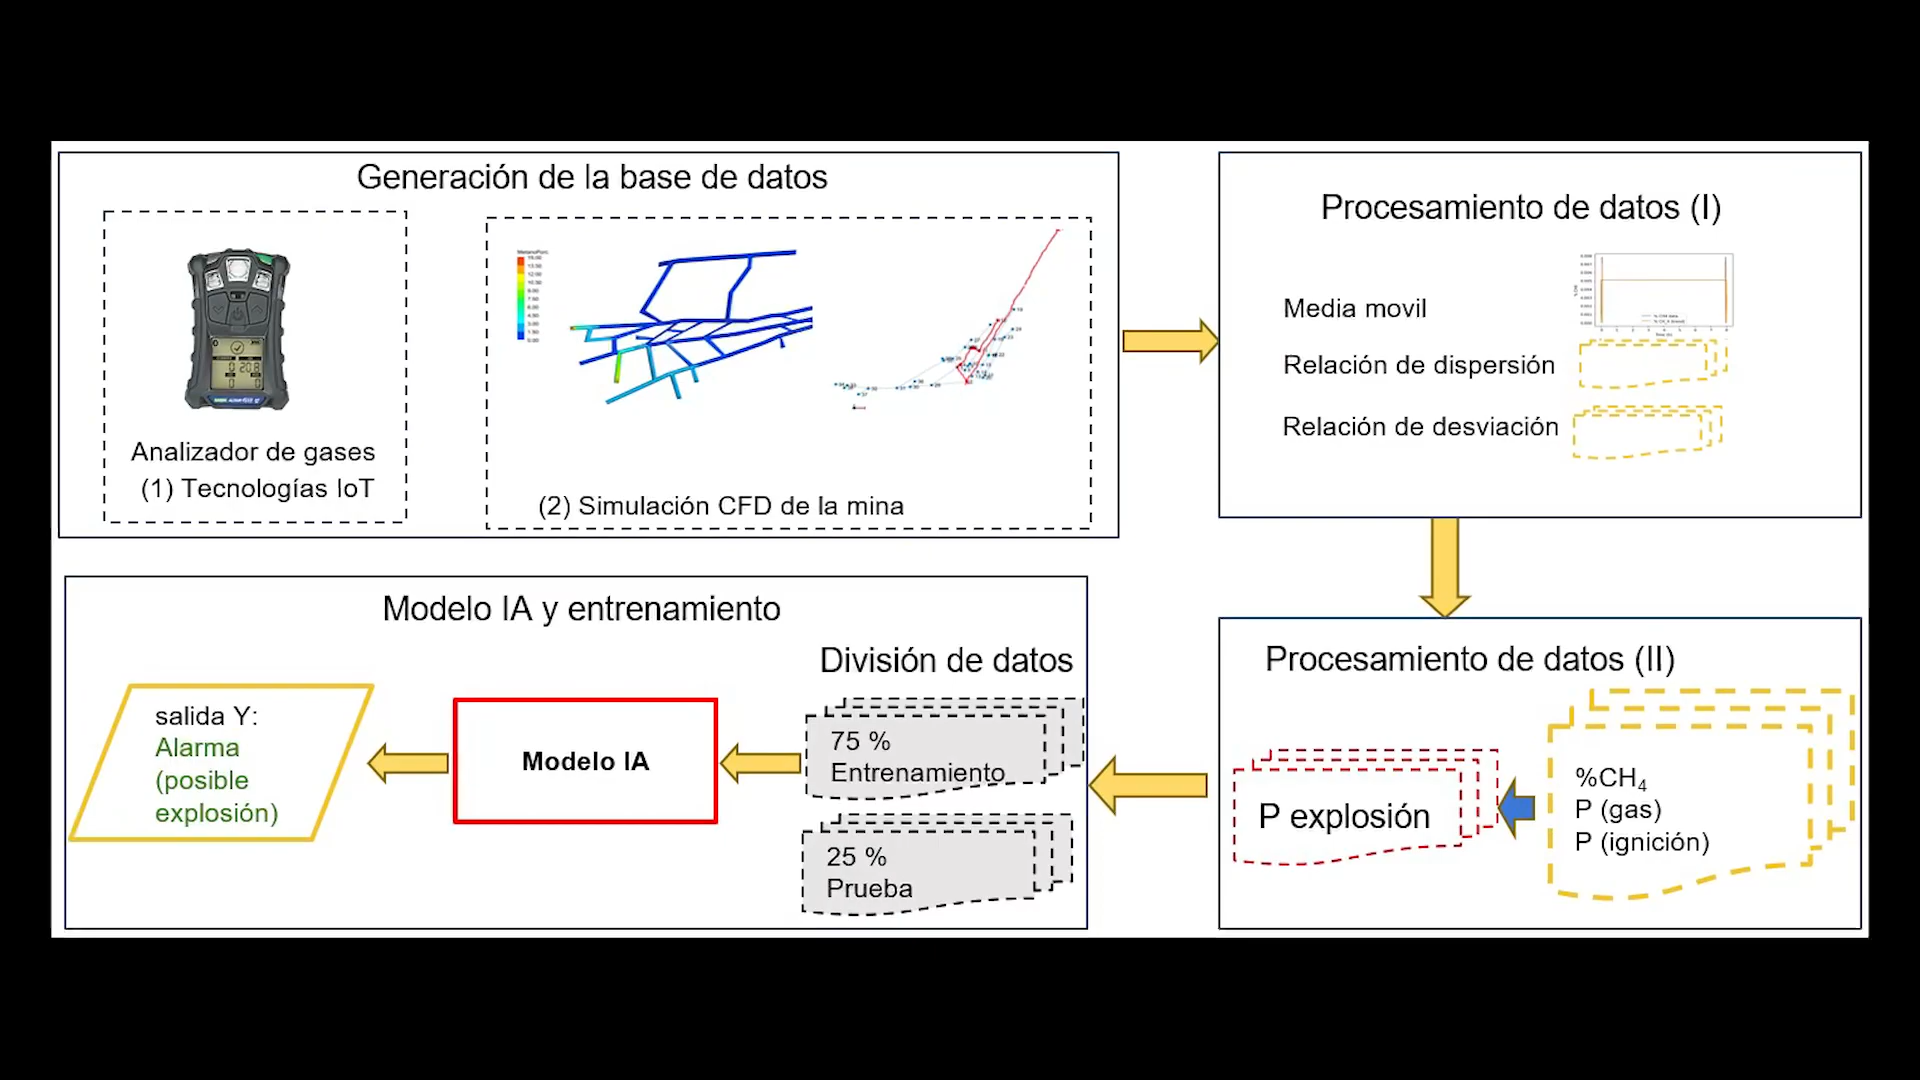 Generación de la base de datos
Analizador de gases
(1) Tecnologías IoT
(2) Simulación CFD de la mina
Procesamiento de datos (I)
Media movil
Relación de dispersión
Relación de desviación
Procesamiento de datos (II)
%CH₄
P (gas)
P (ignición)
P explosión
Modelo IA y entrenamiento
División de datos
75 %
Entrenamiento
25 %
Prueba
Modelo IA
salida Y:
Alarma
(posible
explosión)